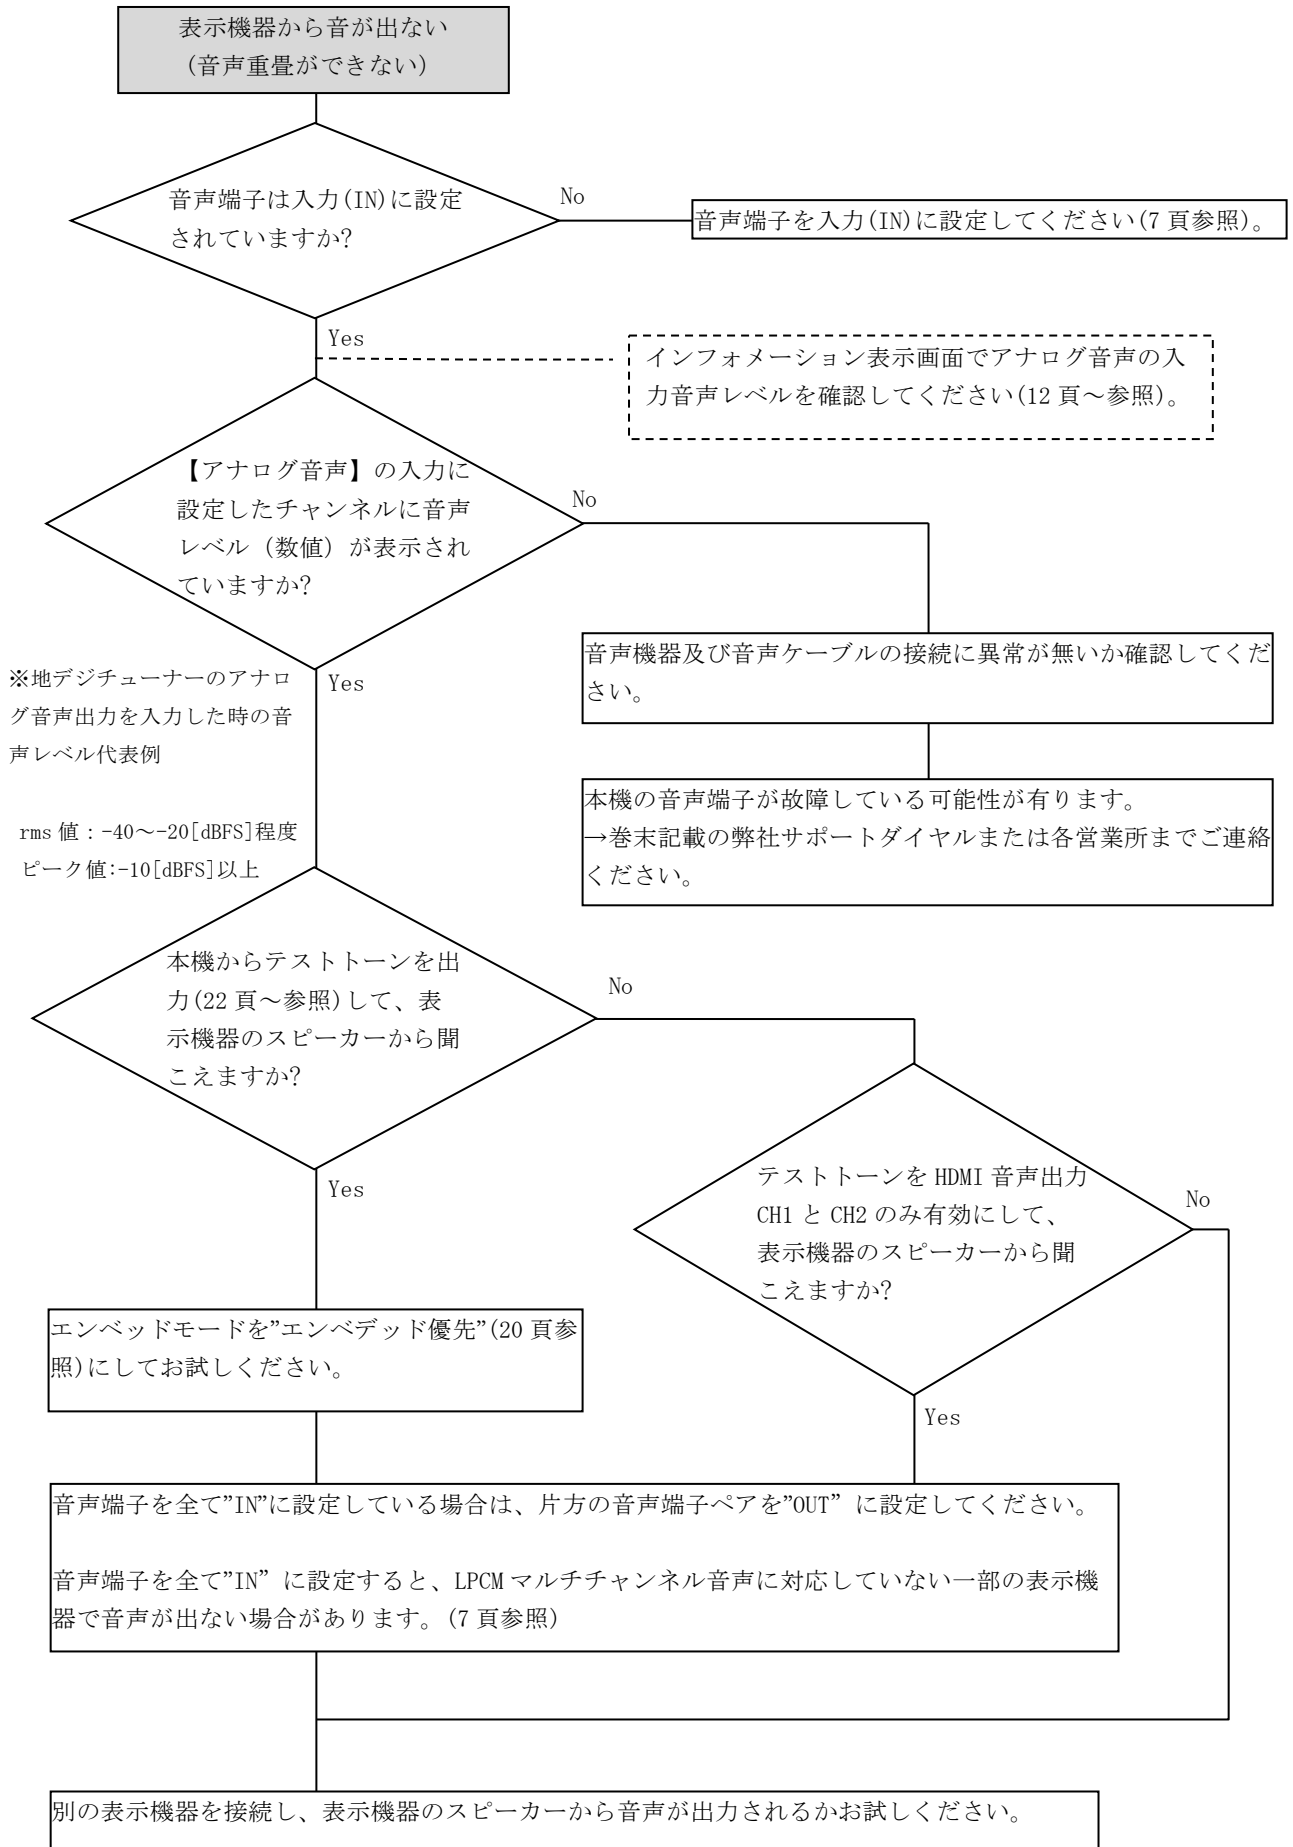 表示機器から音が出ない
(音声重畳ができない)
音声端子は入力(IN)に設定
されていますか?
No
音声端子を入力(IN)に設定してください(7 頁参照)。
Yes
インフォメーション表示画面でアナログ音声の入
力音声レベルを確認してください(12 頁～参照)。
【アナログ音声】の入力に
設定したチャンネルに音声
レベル（数値）が表示され
ていますか?
No
音声機器及び音声ケーブルの接続に異常が無いか確認してくだ
さい。
本機の音声端子が故障している可能性が有ります。
→巻末記載の弊社サポートダイヤルまたは各営業所までご連絡
ください。
Yes
※地デジチューナーのアナロ
グ音声出力を入力した時の音
声レベル代表例
rms 値：-40～-20[dBFS]程度
ピーク値:-10[dBFS]以上
本機からテストトーンを出
力(22 頁～参照)して、表
示機器のスピーカーから聞
こえますか?
No
テストトーンを HDMI 音声出力
CH1 と CH2 のみ有効にして、
表示機器のスピーカーから聞
こえますか?
No
Yes
Yes
エンベッドモードを”エンベデッド優先”(20 頁参
照)にしてお試しください。
音声端子を全て”IN”に設定している場合は、片方の音声端子ペアを”OUT” に設定してください。
音声端子を全て”IN” に設定すると、LPCM マルチチャンネル音声に対応していない一部の表示機
器で音声が出ない場合があります。(7 頁参照)
別の表示機器を接続し、表示機器のスピーカーから音声が出力されるかお試しください。